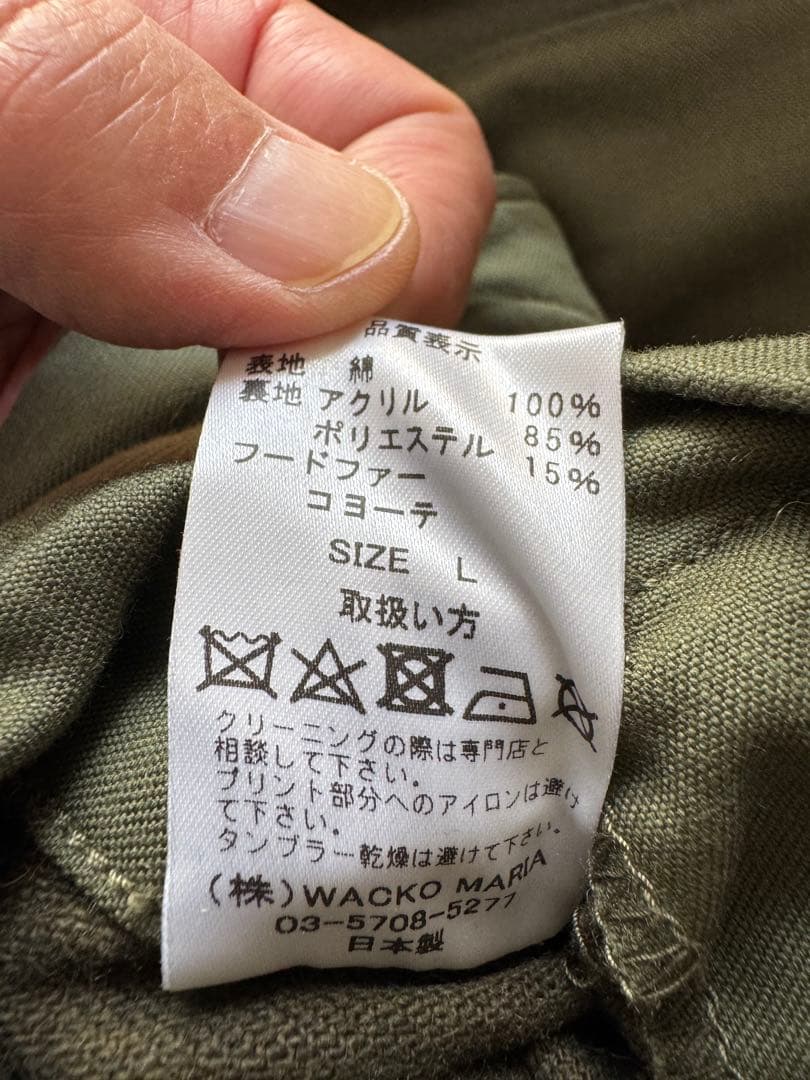 品質表示
表地 綿 100%
裏地 アクリル 85%
ポリエステル 15%
フードファー
コヨーテ
SIZE L
取扱い方
クリーニングの際は専門店と
相談して下さい。
プリント部分へのアイロンは避け
て下さい。
タンブラー乾燥は避けて下さい。
(株)WACKO MARIA
03-5708-5277
日本製